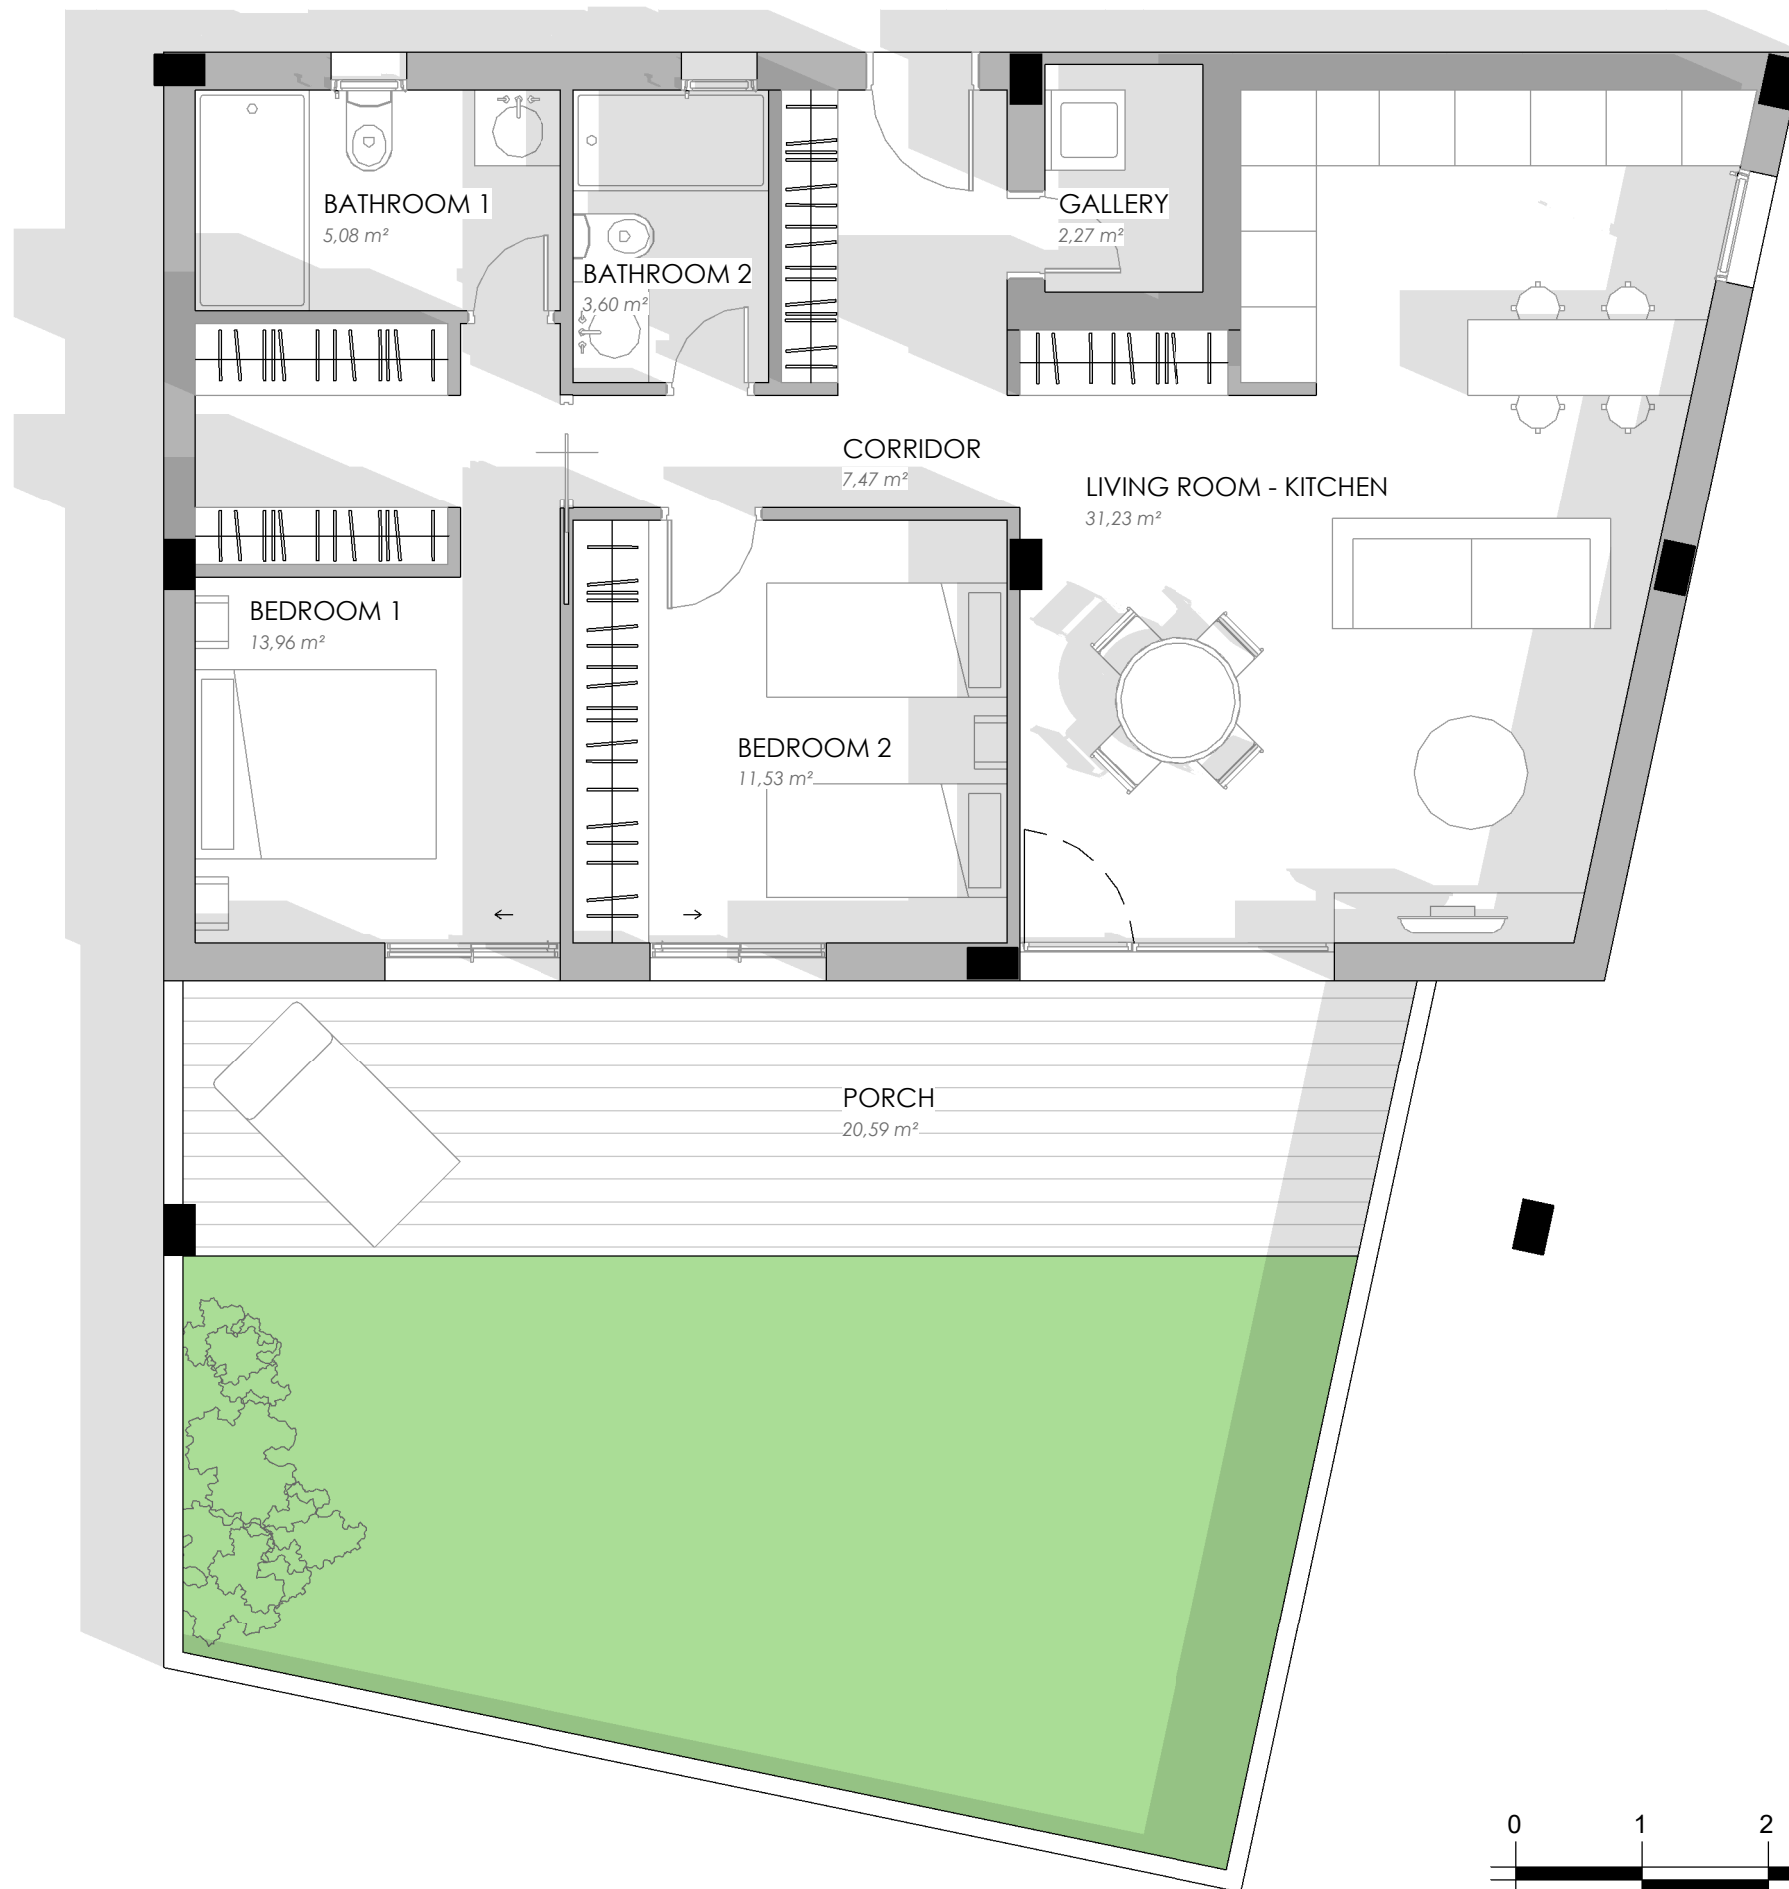 BATHROOM 1
5,08 m²
GALLERY
2,27 m²
BATHROOM 2
3,60 m²
CORRIDOR
7,47 m²
LIVING ROOM - KITCHEN
31,23 m²
BEDROOM 1
13,96 m²
BEDROOM 2
11,53 m²
PORCH
20,59 m²
0 1 2